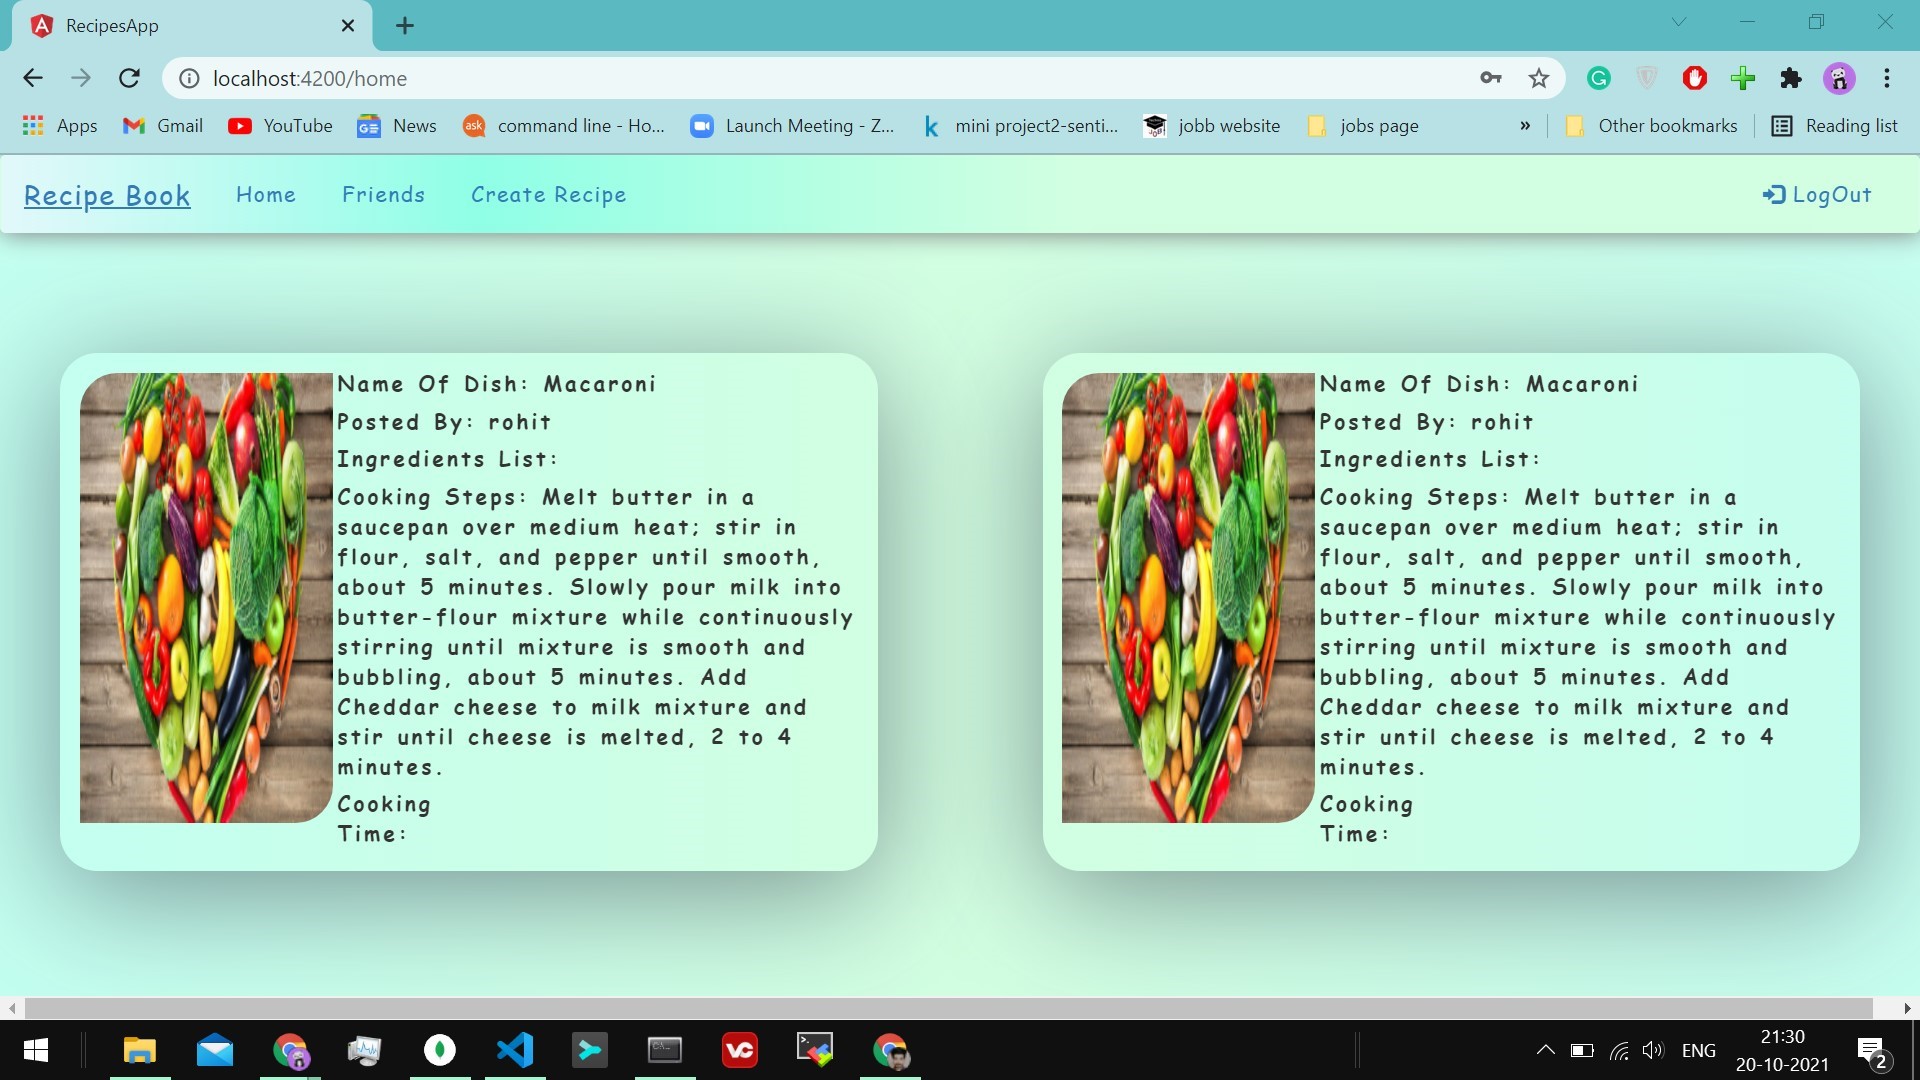 RecipesApp
localhost:4200/home
Apps Gmail YouTube News command line - Ho... Launch Meeting - Z... mini project2-senti... jobb website jobs page » Other bookmarks Reading list
Recipe Book Home Friends Create Recipe LogOut
Name Of Dish: Macaroni
Posted By: rohit
Ingredients List:
Cooking Steps: Melt butter in a
saucepan over medium heat; stir in
flour, salt, and pepper until smooth,
about 5 minutes. Slowly pour milk into
butter-flour mixture while continuously
stirring until mixture is smooth and
bubbling, about 5 minutes. Add
Cheddar cheese to milk mixture and
stir until cheese is melted, 2 to 4
minutes.
Cooking
Time:
Name Of Dish: Macaroni
Posted By: rohit
Ingredients List:
Cooking Steps: Melt butter in a
saucepan over medium heat; stir in
flour, salt, and pepper until smooth,
about 5 minutes. Slowly pour milk into
butter-flour mixture while continuously
stirring until mixture is smooth and
bubbling, about 5 minutes. Add
Cheddar cheese to milk mixture and
stir until cheese is melted, 2 to 4
minutes.
Cooking
Time:
ENG
21:30
20-10-2021
2